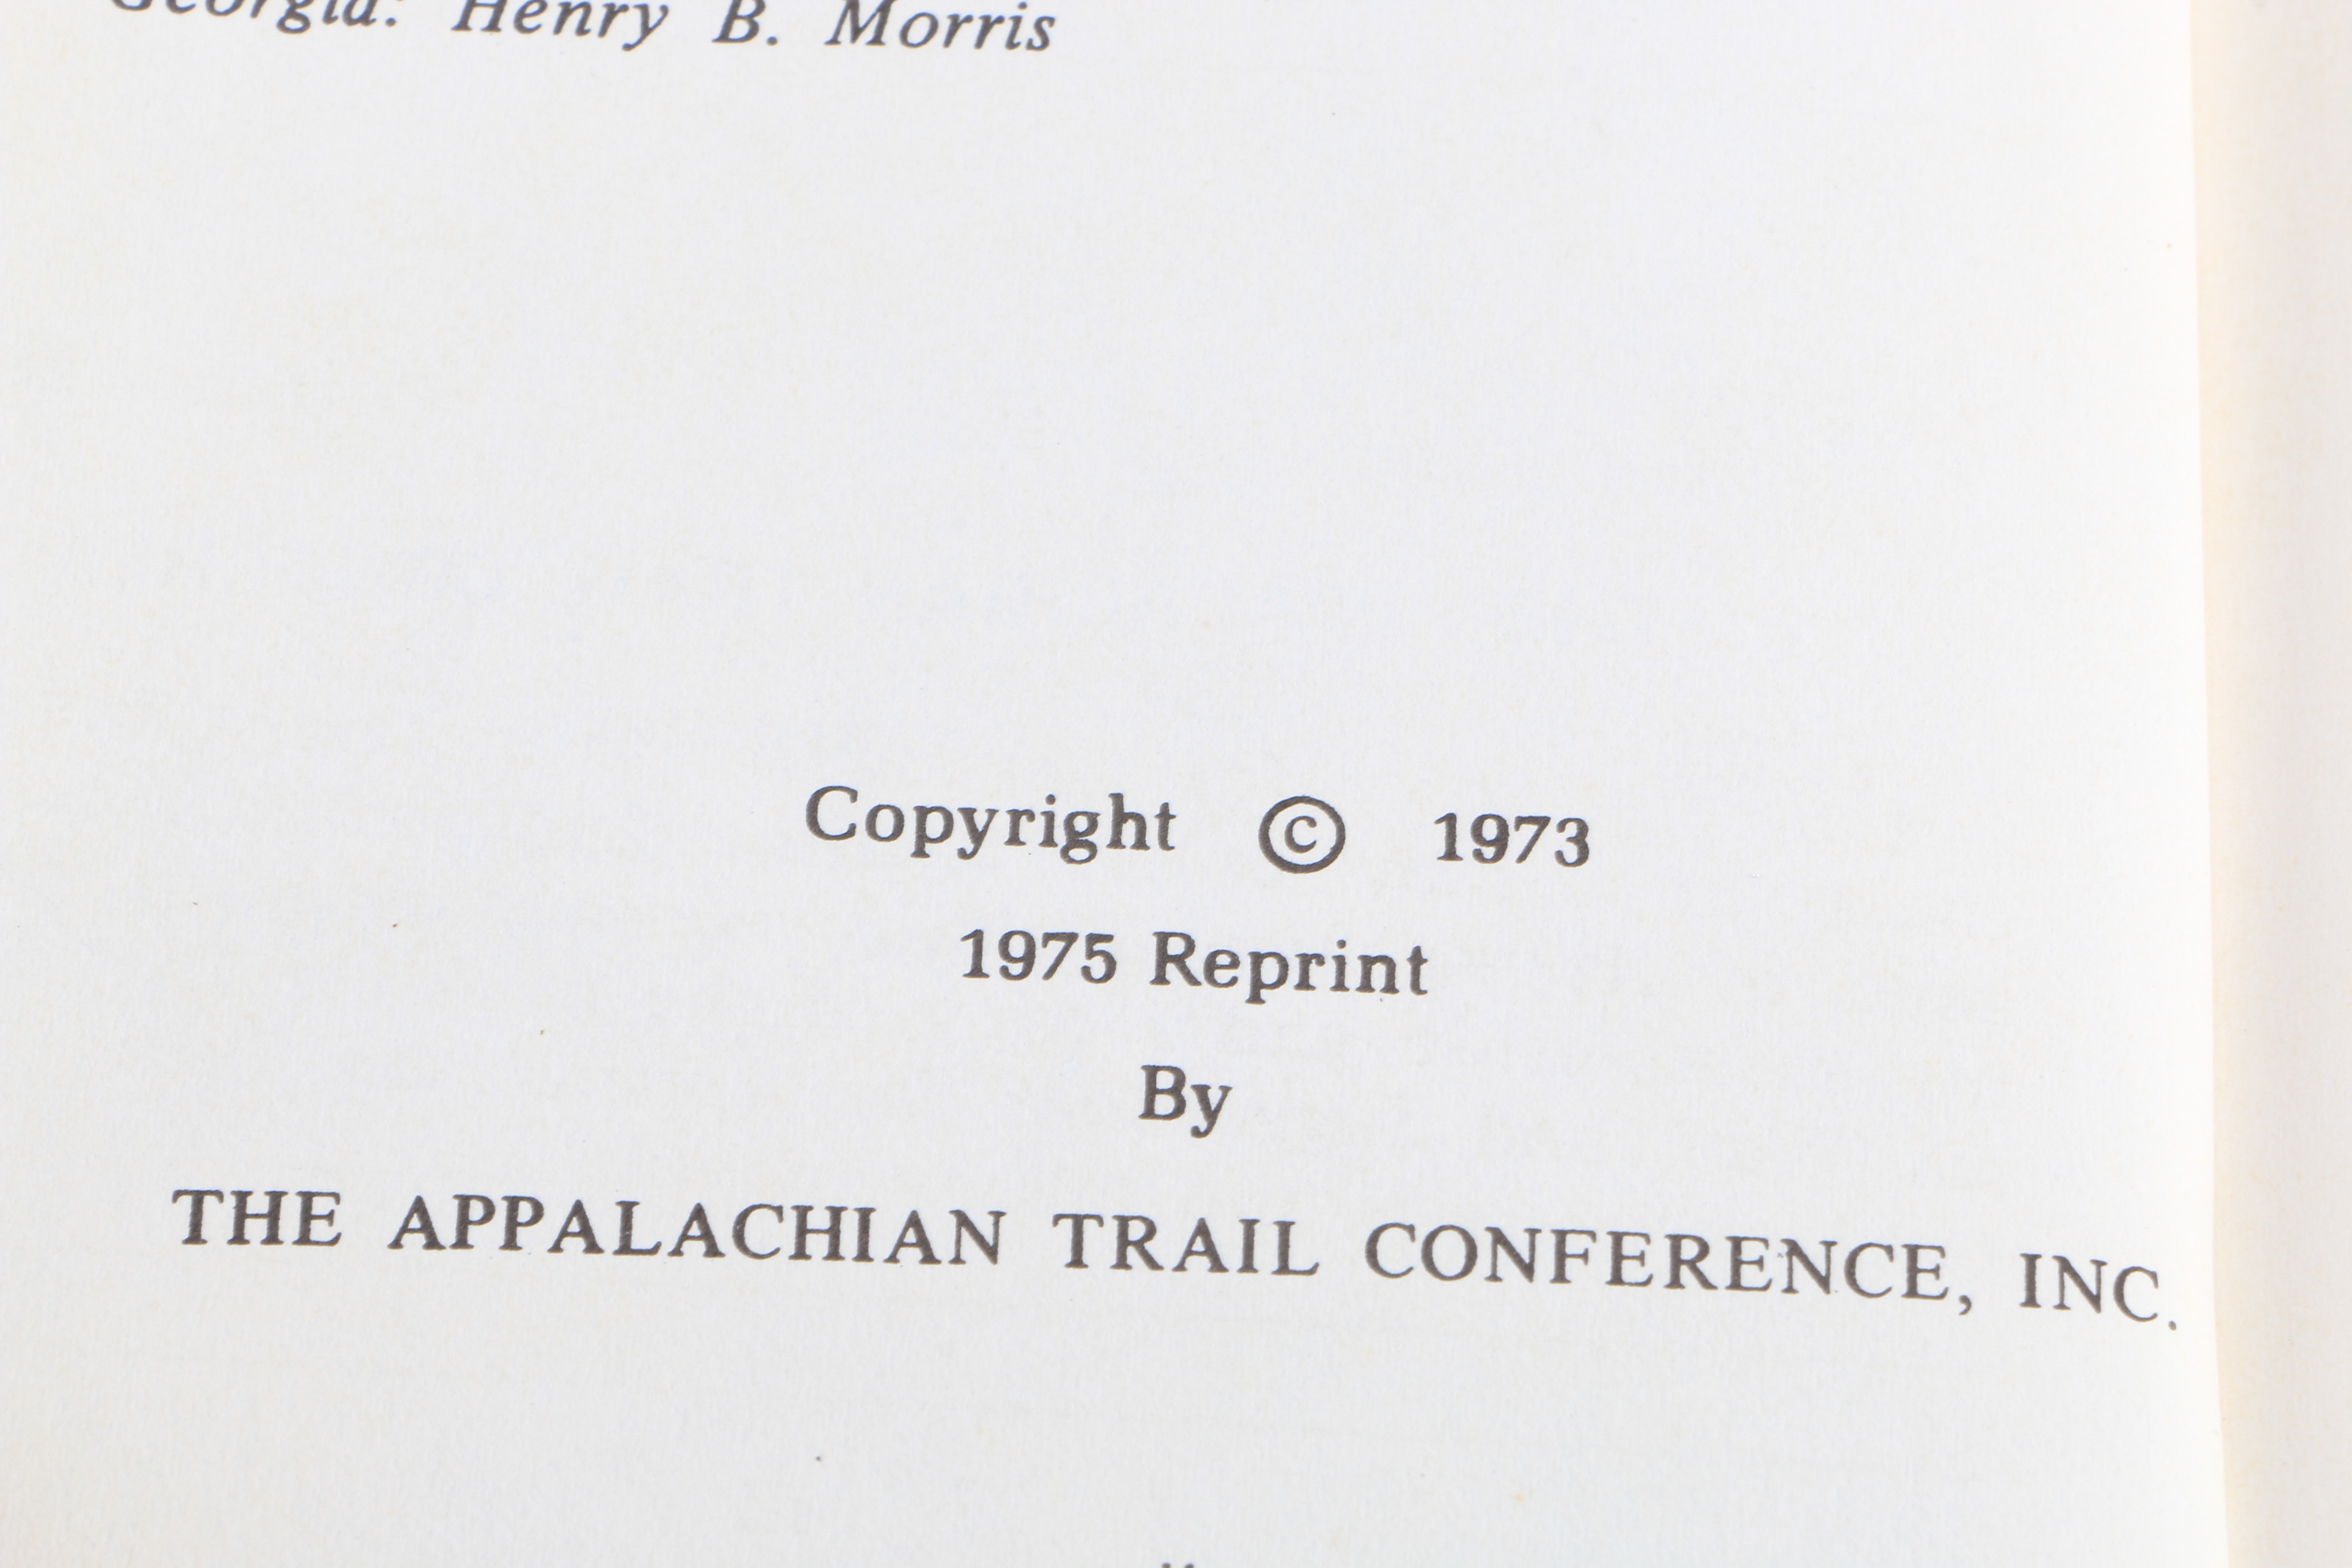 Georgia: Henry B. Morris
Copyright © 1973
1975 Reprint
By
THE APPALACHIAN TRAIL CONFERENCE, INC.